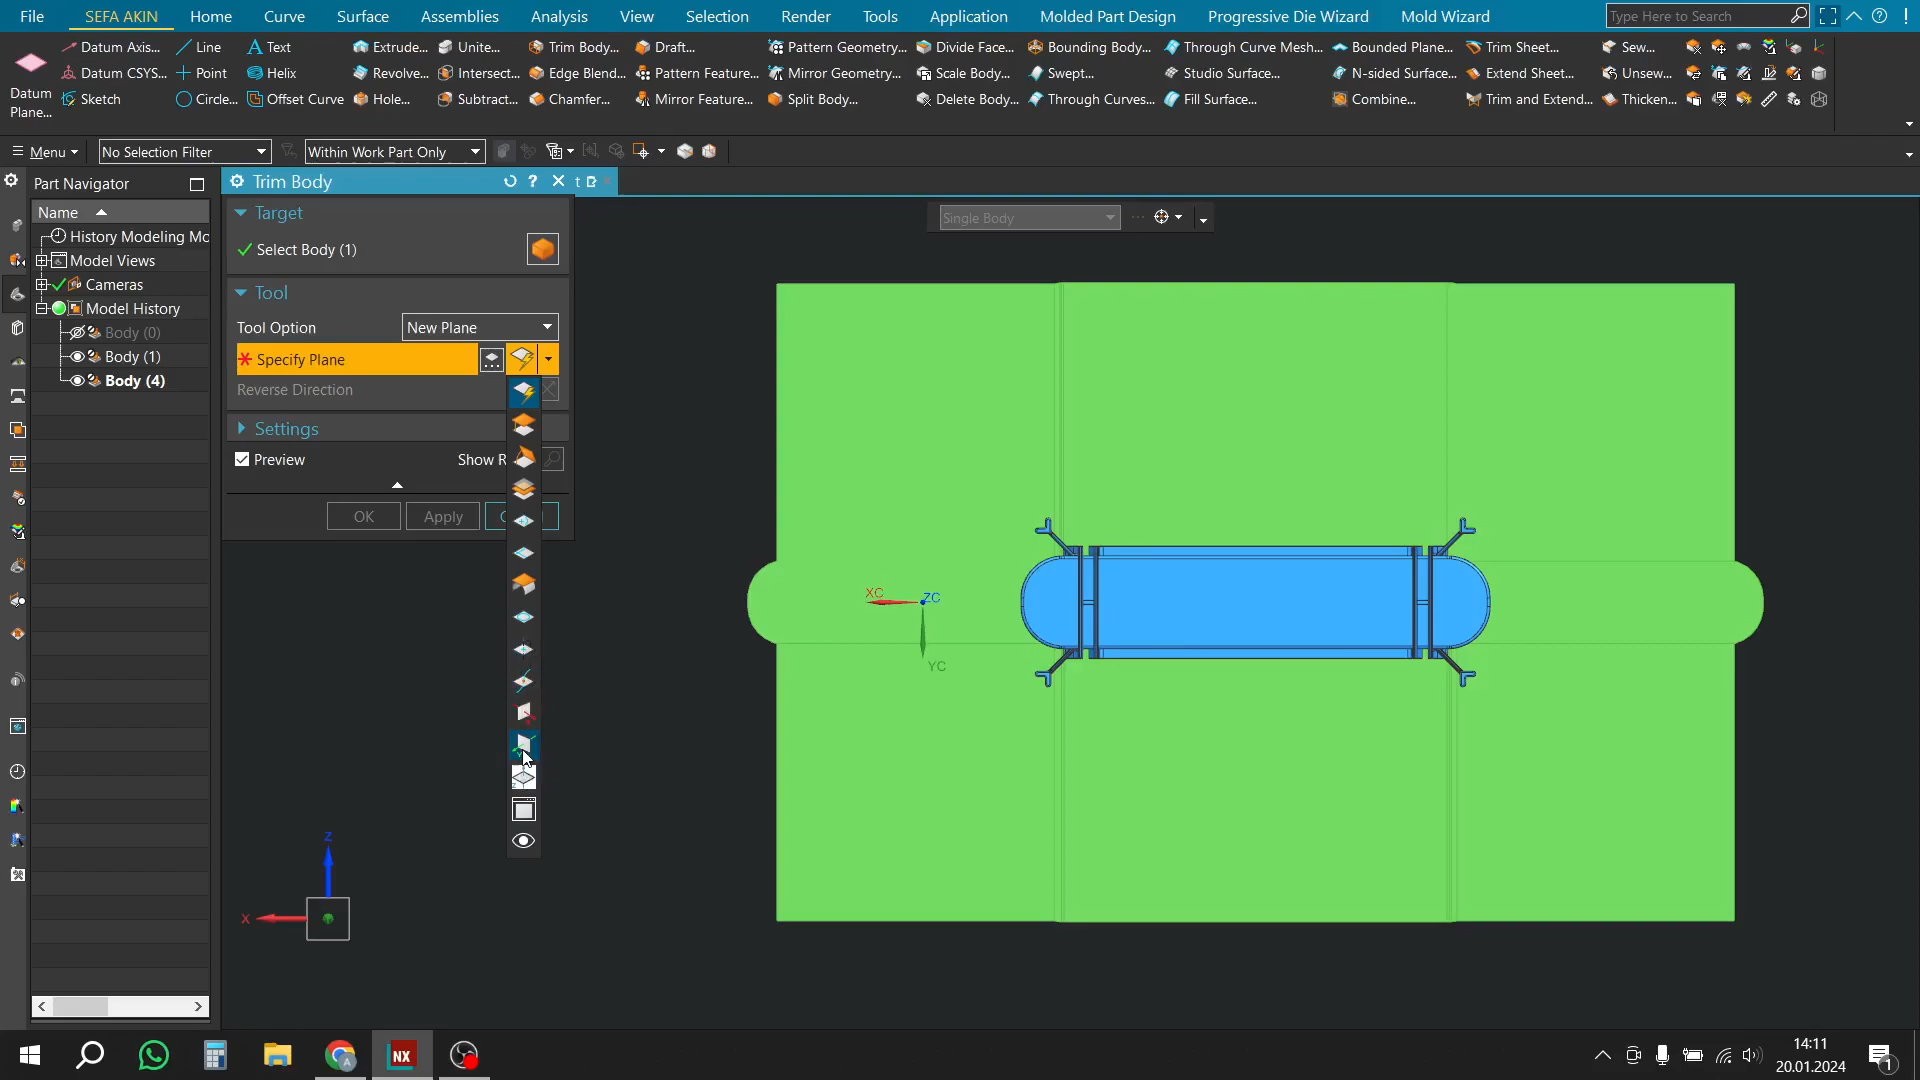 File SEFA AKIN Home Curve Surface Assemblies Analysis View Selection Render Tools Application Molded Part Design Progressive Die Wizard Mold Wizard Type Here to Search
Datum Axis... Line Text Extrude... Unite... Trim Body... Draft... Pattern Geometry... Divide Face... Bounding Body... Through Curve Mesh... Bounded Plane... Trim Sheet... Sew...
Datum CSYS... Point Helix Revolve... Intersect... Edge Blend... Pattern Feature... Mirror Geometry... Scale Body... Swept... Studio Surface... N-sided Surface... Extend Sheet... Unsew...
Datum Plane... Sketch Circle... Offset Curve Hole... Subtract... Chamfer... Mirror Feature... Split Body... Delete Body... Through Curves... Fill Surface... Combine... Trim and Extend... Thicken...
Menu No Selection Filter Within Work Part Only
Part Navigator
Name
History Modeling Mo
Model Views
Cameras
Model History
Body (0)
Body (1)
Body (4)
Trim Body
t
Target
Select Body (1)
Tool
Tool Option New Plane
Specify Plane
Reverse Direction
Settings
Preview Show R
OK Apply C
Single Body
XC ZC
YC
Z
X
NX
14:11
20.01.2024
1